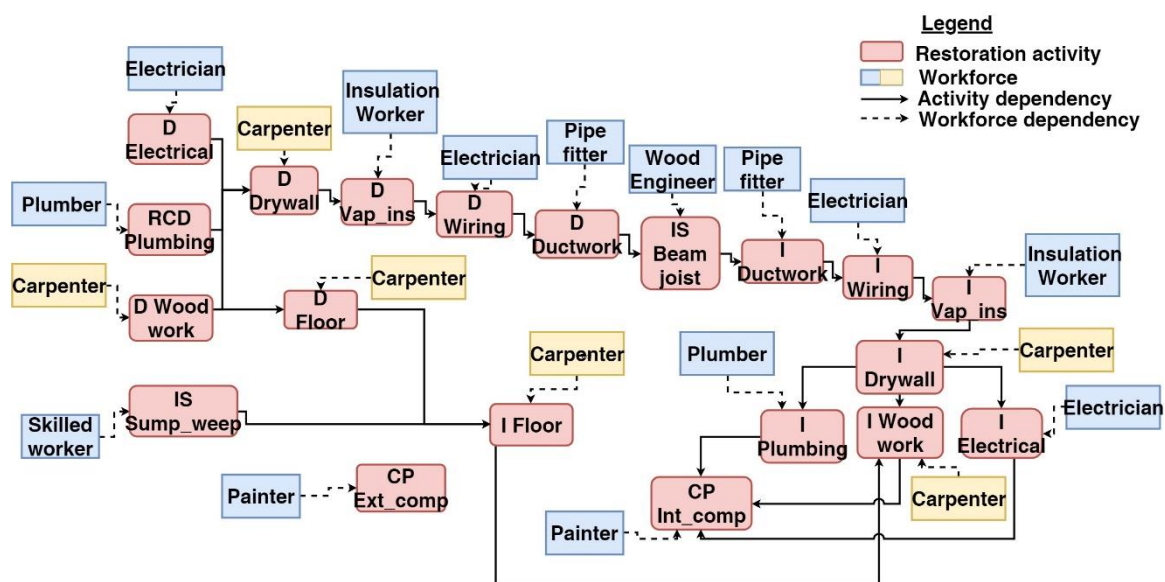 Legend
Restoration activity
Workforce
Activity dependency
Workforce dependency
Electrician
D
Electrical
Carpenter
D
Drywall
Insulation
Worker
D
Vap_ins
Electrician
D
Wiring
Pipe
fitter
D
Ductwork
Wood
Engineer
IS
Beam
joist
Pipe
fitter
I
Ductwork
Electrician
I
Wiring
Insulation
Worker
I
Vap_ins
Plumber
RCD
Plumbing
Carpenter
D Wood
work
D
Floor
Carpenter
Carpenter
I Floor
Plumber
I
Drywall
Carpenter
Skilled
worker
IS
Sump_weep
I
Plumbing
I Wood
work
I
Electrical
Electrician
Painter
CP
Ext_comp
CP
Int_comp
Painter
Carpenter